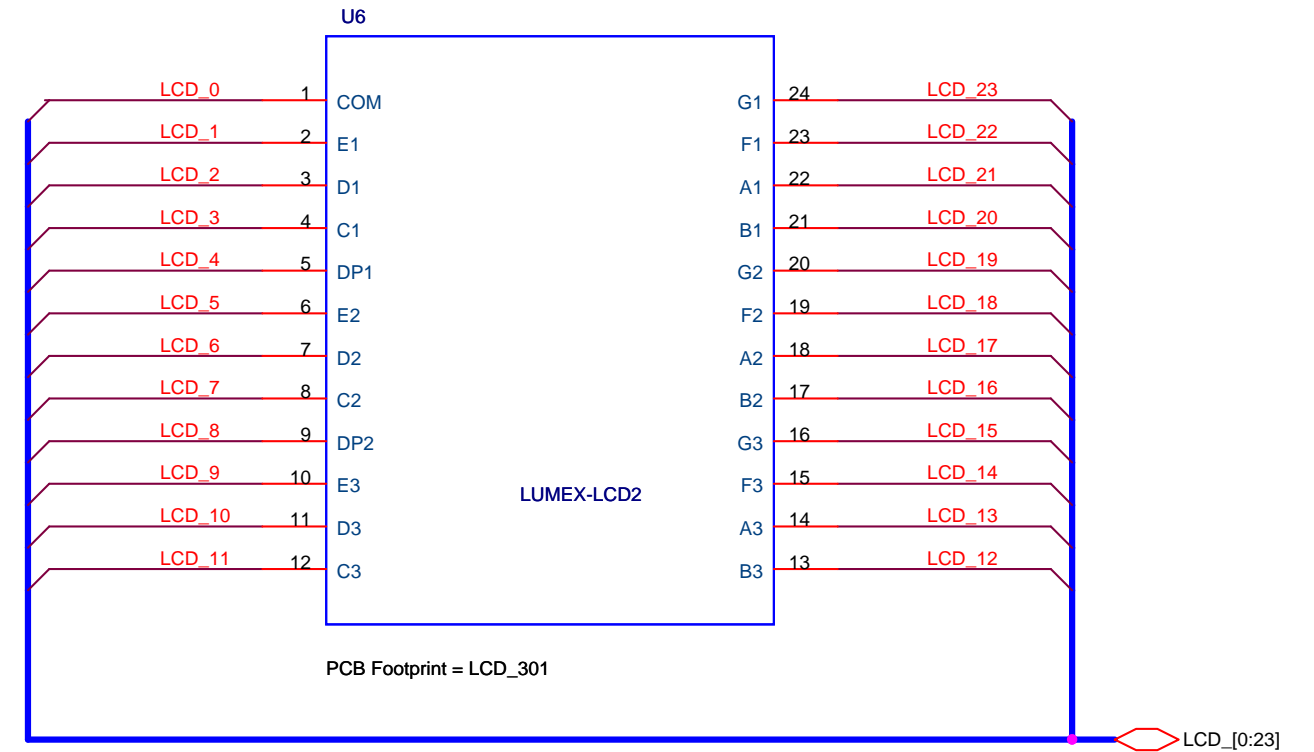 U6
LCD_0 1 COM G1 24 LCD_23
LCD_1 2 E1 F1 23 LCD_22
LCD_2 3 D1 A1 22 LCD_21
LCD_3 4 C1 B1 21 LCD_20
LCD_4 5 DP1 G2 20 LCD_19
LCD_5 6 E2 F2 19 LCD_18
LCD_6 7 D2 A2 18 LCD_17
LCD_7 8 C2 B2 17 LCD_16
LCD_8 9 DP2 G3 16 LCD_15
LCD_9 10 E3 F3 15 LCD_14
LUMEX-LCD2
LCD_10 11 D3 A3 14 LCD_13
LCD_11 12 C3 B3 13 LCD_12
PCB Footprint = LCD_301
LCD_[0:23]